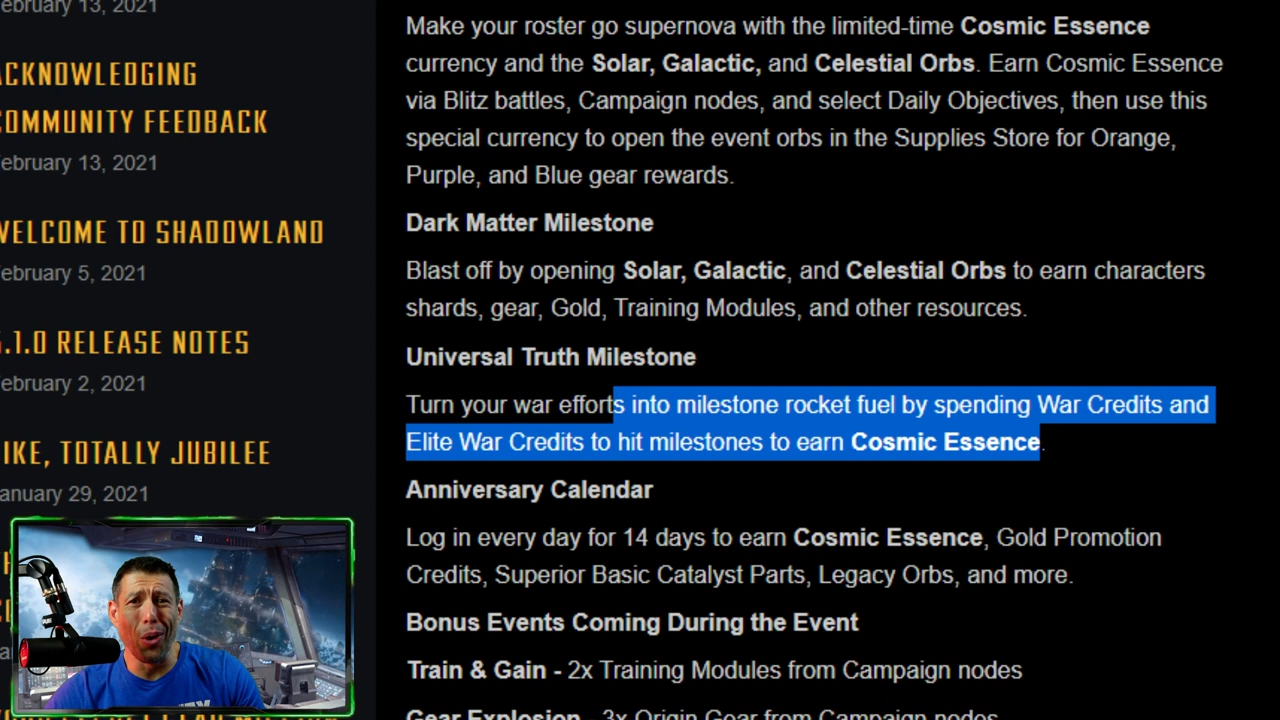 ebruary 13, 2021
ACKNOWLEDGING
COMMUNITY FEEDBACK
ebruary 13, 2021
WELCOME TO SHADOWLAND
ebruary 5, 2021
.1.0 RELEASE NOTES
ebruary 2, 2021
IKE, TOTALLY JUBILEE
anuary 29, 2021
Make your roster go supernova with the limited-time Cosmic Essence
currency and the Solar, Galactic, and Celestial Orbs. Earn Cosmic Essence
via Blitz battles, Campaign nodes, and select Daily Objectives, then use this
special currency to open the event orbs in the Supplies Store for Orange,
Purple, and Blue gear rewards.
Dark Matter Milestone
Blast off by opening Solar, Galactic, and Celestial Orbs to earn characters
shards, gear, Gold, Training Modules, and other resources.
Universal Truth Milestone
Turn your war efforts into milestone rocket fuel by spending War Credits and
Elite War Credits to hit milestones to earn Cosmic Essence.
Anniversary Calendar
Log in every day for 14 days to earn Cosmic Essence, Gold Promotion
Credits, Superior Basic Catalyst Parts, Legacy Orbs, and more.
Bonus Events Coming During the Event
Train & Gain - 2x Training Modules from Campaign nodes
Gear Explosion - 3x Origin Gear from Campaign nodes